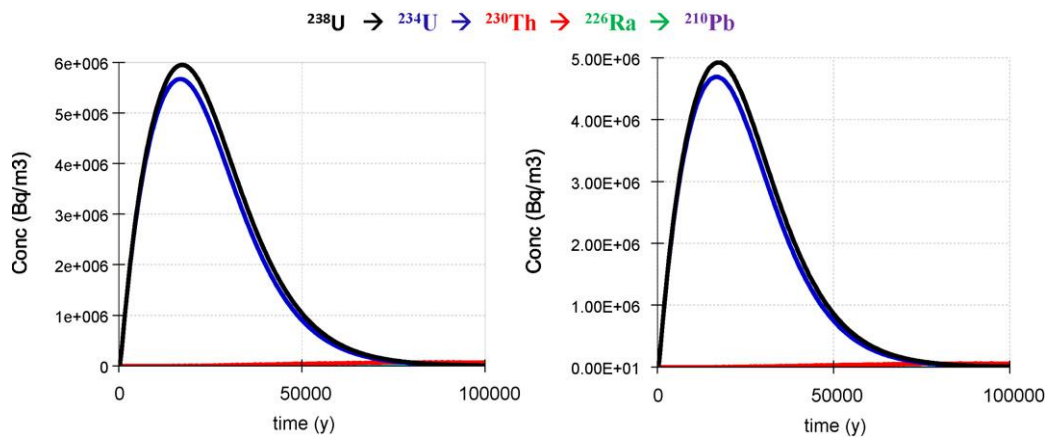 ²³⁸U → ²³⁴U → ²³⁰Th → ²²⁶Ra → ²¹⁰Pb
Conc (Bq/m3)
6e+006
5e+006
4e+006
3e+006
2e+006
1e+006
0
0 50000 100000
time (y)
Conc (Bq/m3)
5.00E+06
4.00E+06
3.00E+06
2.00E+06
1.00E+06
0.00E+01
0 50000 100000
time (y)